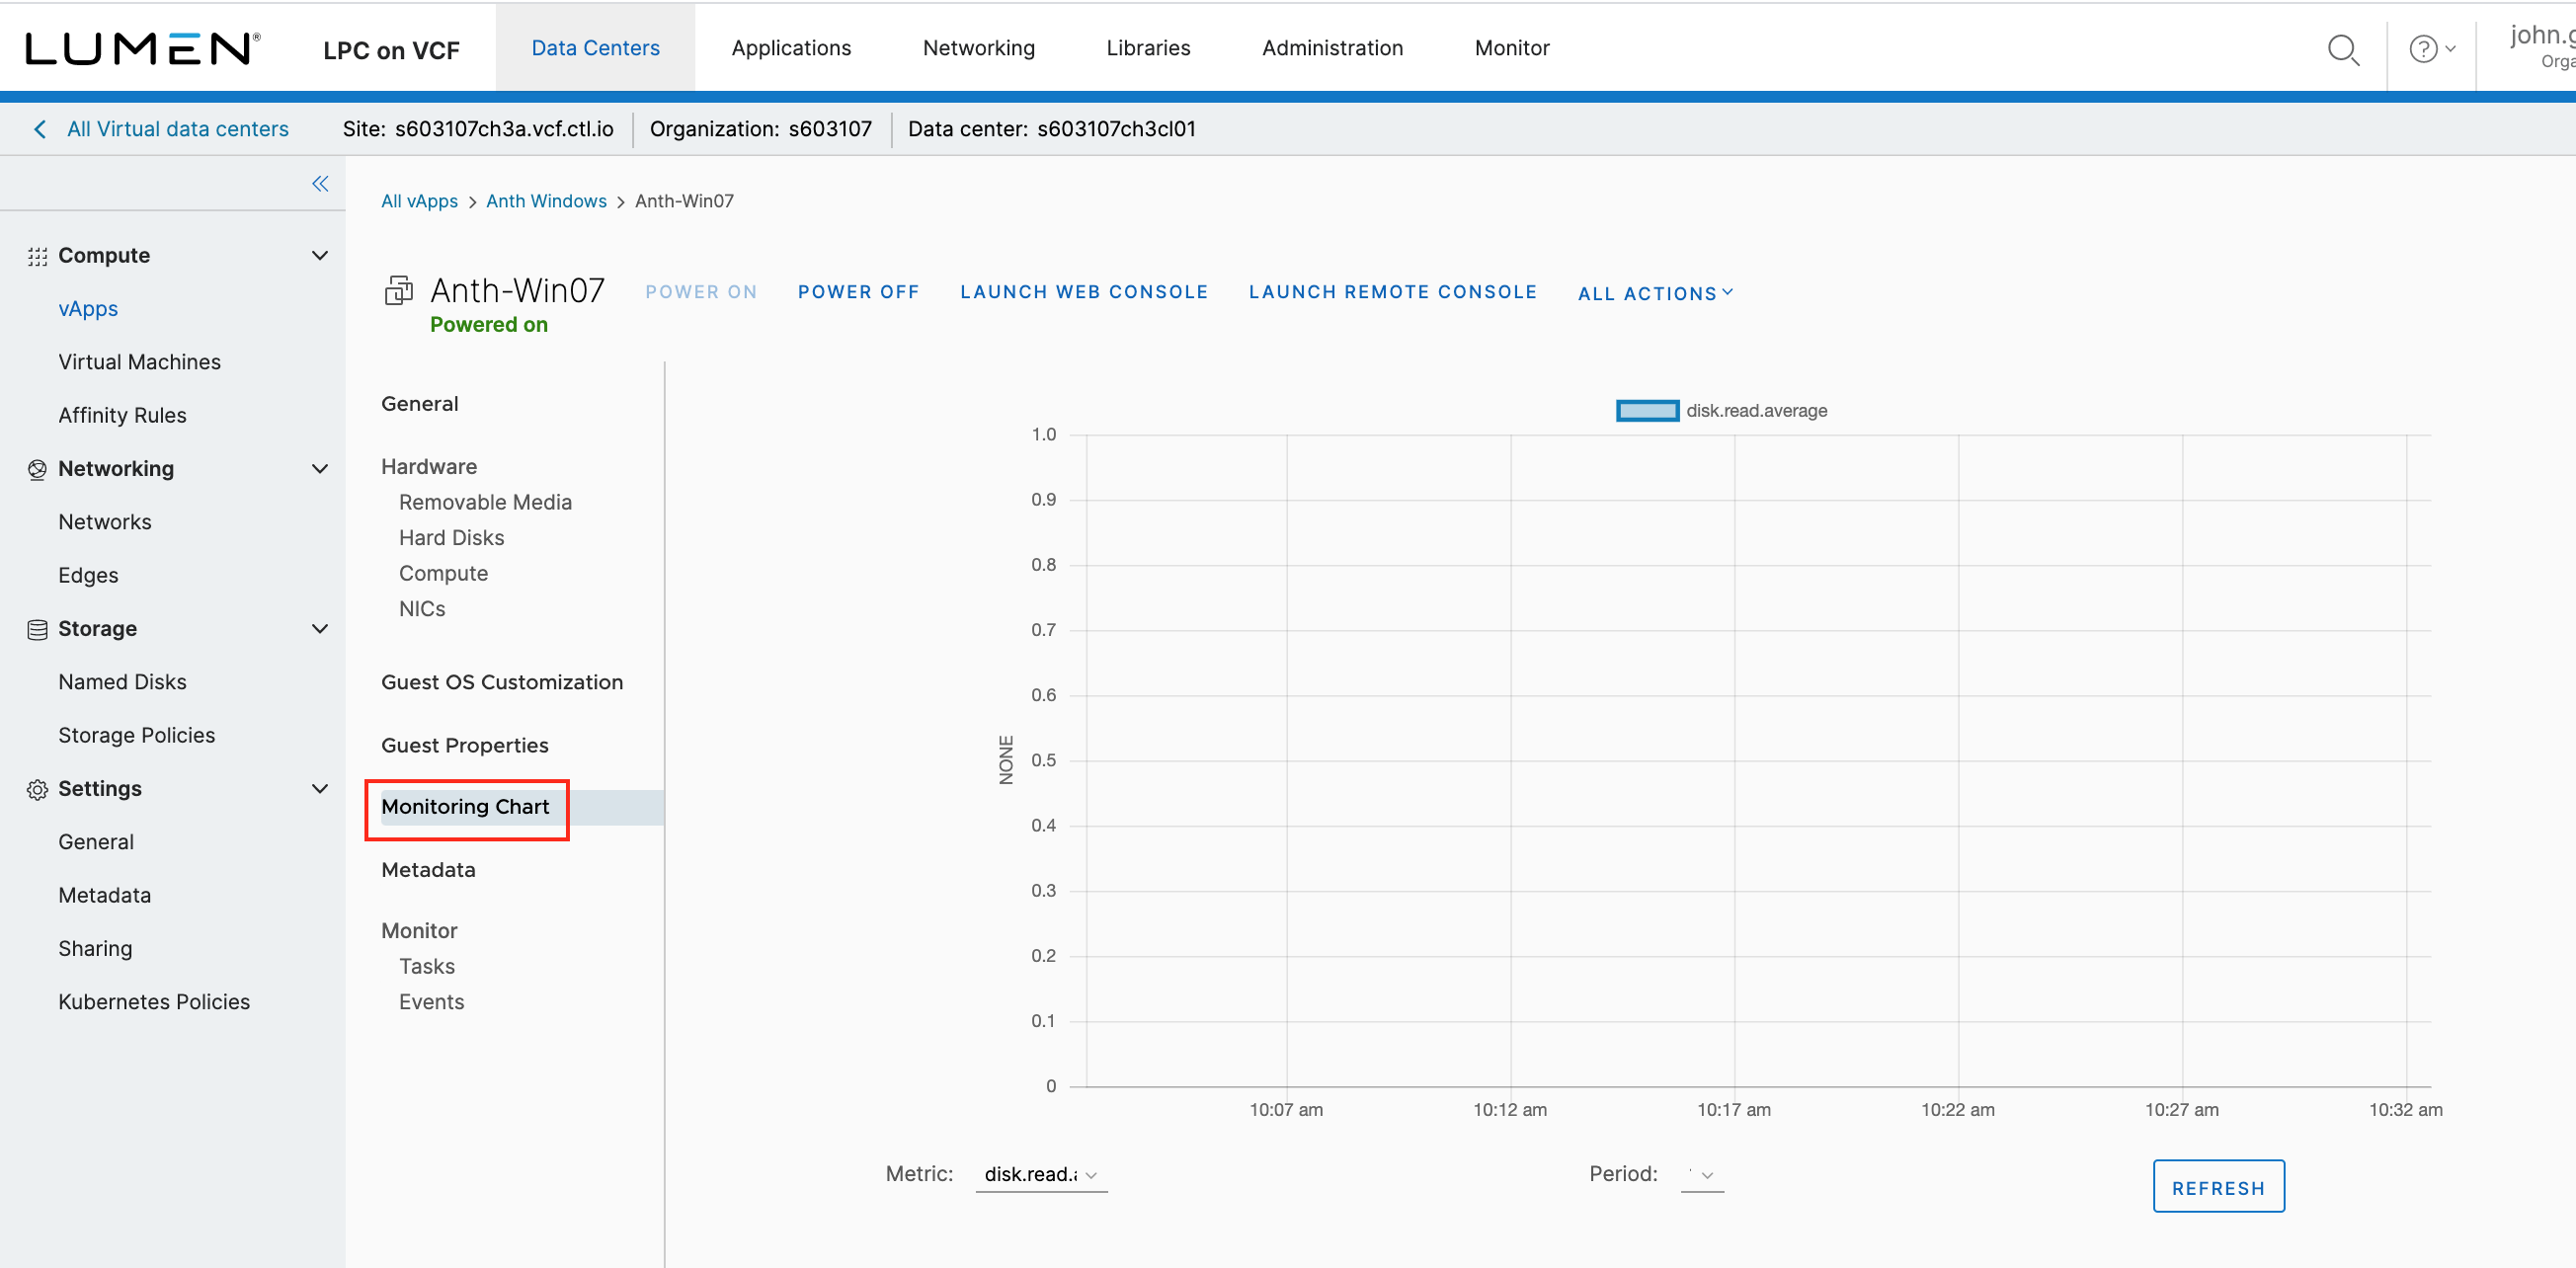 LUMEN® LPC on VCF Data Centers Applications Networking Libraries Administration Monitor
All Virtual data centers Site: s603107ch3a.vcf.ctl.io Organization: s603107 Data center: s603107ch3cl01
Compute
vApps
Virtual Machines
Affinity Rules
Networking
Networks
Edges
Storage
Named Disks
Storage Policies
Settings
General
Metadata
Sharing
Kubernetes Policies
All vApps > Anth Windows > Anth-Win07
Anth-Win07 POWER ON POWER OFF LAUNCH WEB CONSOLE LAUNCH REMOTE CONSOLE ALL ACTIONS
Powered on
General
Hardware
Removable Media
Hard Disks
Compute
NICs
Guest OS Customization
Guest Properties
Monitoring Chart
Metadata
Monitor
Tasks
Events
disk.read.average
1.0
0.9
0.8
0.7
0.6
0.5
0.4
0.3
0.2
0.1
0
NONE
10:07 am 10:12 am 10:17 am 10:22 am 10:27 am 10:32 am
Metric: disk.read. Period: REFRESH